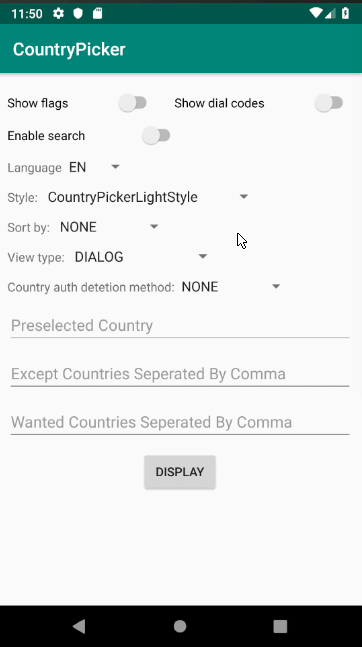 11:50
CountryPicker
Show flags Show dial codes
Enable search
Language EN
Style: CountryPickerLightStyle
Sort by: NONE
View type: DIALOG
Country auth detetion method: NONE
Preselected Country
Except Countries Seperated By Comma
Wanted Countries Seperated By Comma
DISPLAY